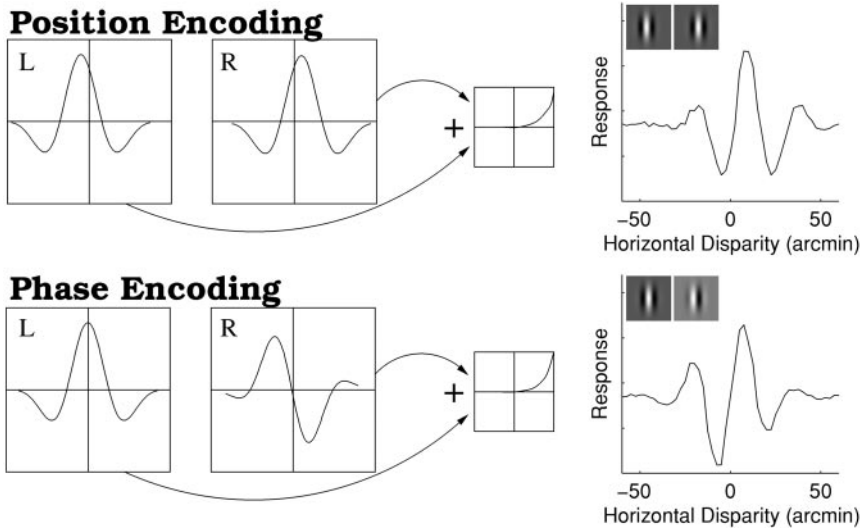 Position Encoding
L
R
+
Response
−50 0 50
Horizontal Disparity (arcmin)
Phase Encoding
L
R
+
Response
−50 0 50
Horizontal Disparity (arcmin)